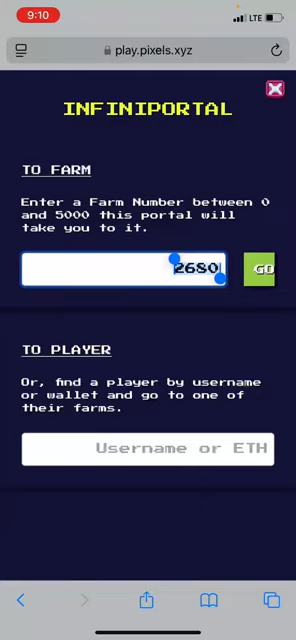 9:10
LTE
play.pixels.xyz
INFINIPORTAL
TO FARM
Enter a Farm Number between 0
and 5000 this portal will
take you to it.
2680
GO
TO PLAYER
Or, find a player by username
or wallet and go to one of
their farms.
Username or ETH